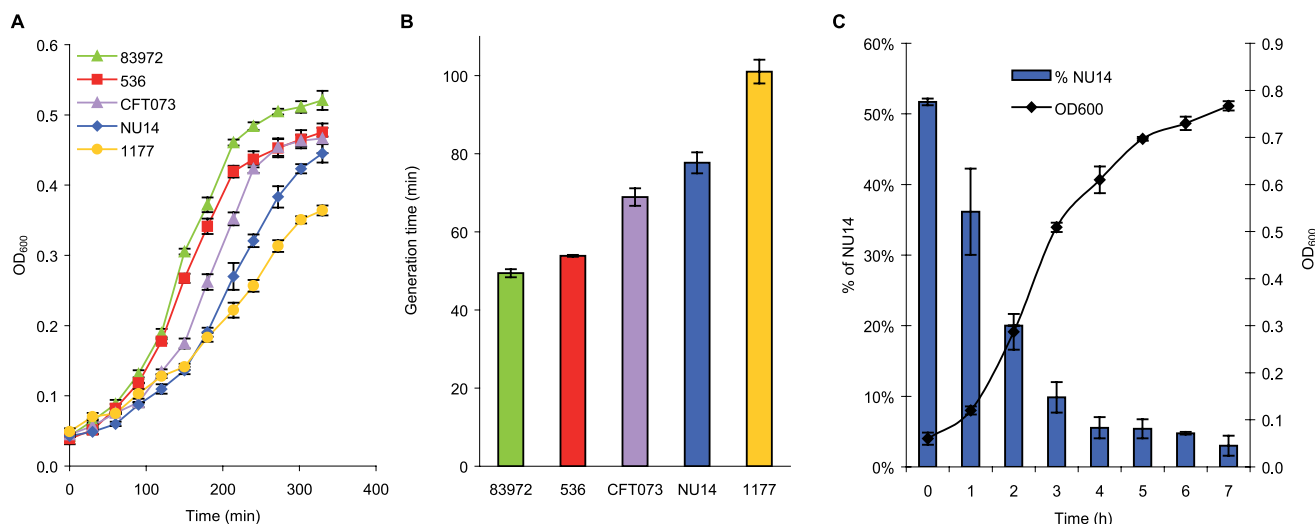 A
0.6
0.5
0.4
0.3
0.2
0.1
0.0
OD600
83972
536
CFT073
NU14
1177
0 100 200 300 400
Time (min)
B
100
80
60
40
20
0
Generation time (min)
83972 536 CFT073 NU14 1177
C
60%
50%
40%
30%
20%
10%
0%
% of NU14
% NU14
OD600
0.9
0.8
0.7
0.6
0.5
0.4
0.3
0.2
0.1
0.0
OD600
0 1 2 3 4 5 6 7
Time (h)